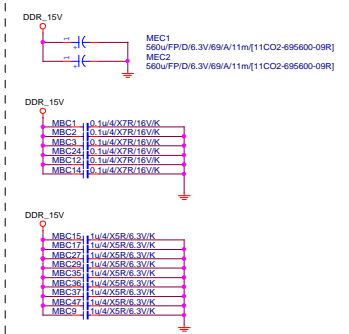 DDR_15V
1
MEC1
560u/FP/D/6.3V/69/A/11m/[11CO2-695600-09R]
1
MEC2
560u/FP/D/6.3V/69/A/11m/[11CO2-695600-09R]
DDR_15V
MBC1 0.1u/4/X7R/16V/K
MBC2 0.1u/4/X7R/16V/K
MBC3 0.1u/4/X7R/16V/K
MBC24 0.1u/4/X7R/16V/K
MBC12 0.1u/4/X7R/16V/K
MBC14 0.1u/4/X7R/16V/K
DDR_15V
MBC15 1u/4/X5R/6.3V/K
MBC17 1u/4/X5R/6.3V/K
MBC27 1u/4/X5R/6.3V/K
MBC29 1u/4/X5R/6.3V/K
MBC35 1u/4/X5R/6.3V/K
MBC36 1u/4/X5R/6.3V/K
MBC37 1u/4/X5R/6.3V/K
MBC47 1u/4/X5R/6.3V/K
MBC9 1u/4/X5R/6.3V/K